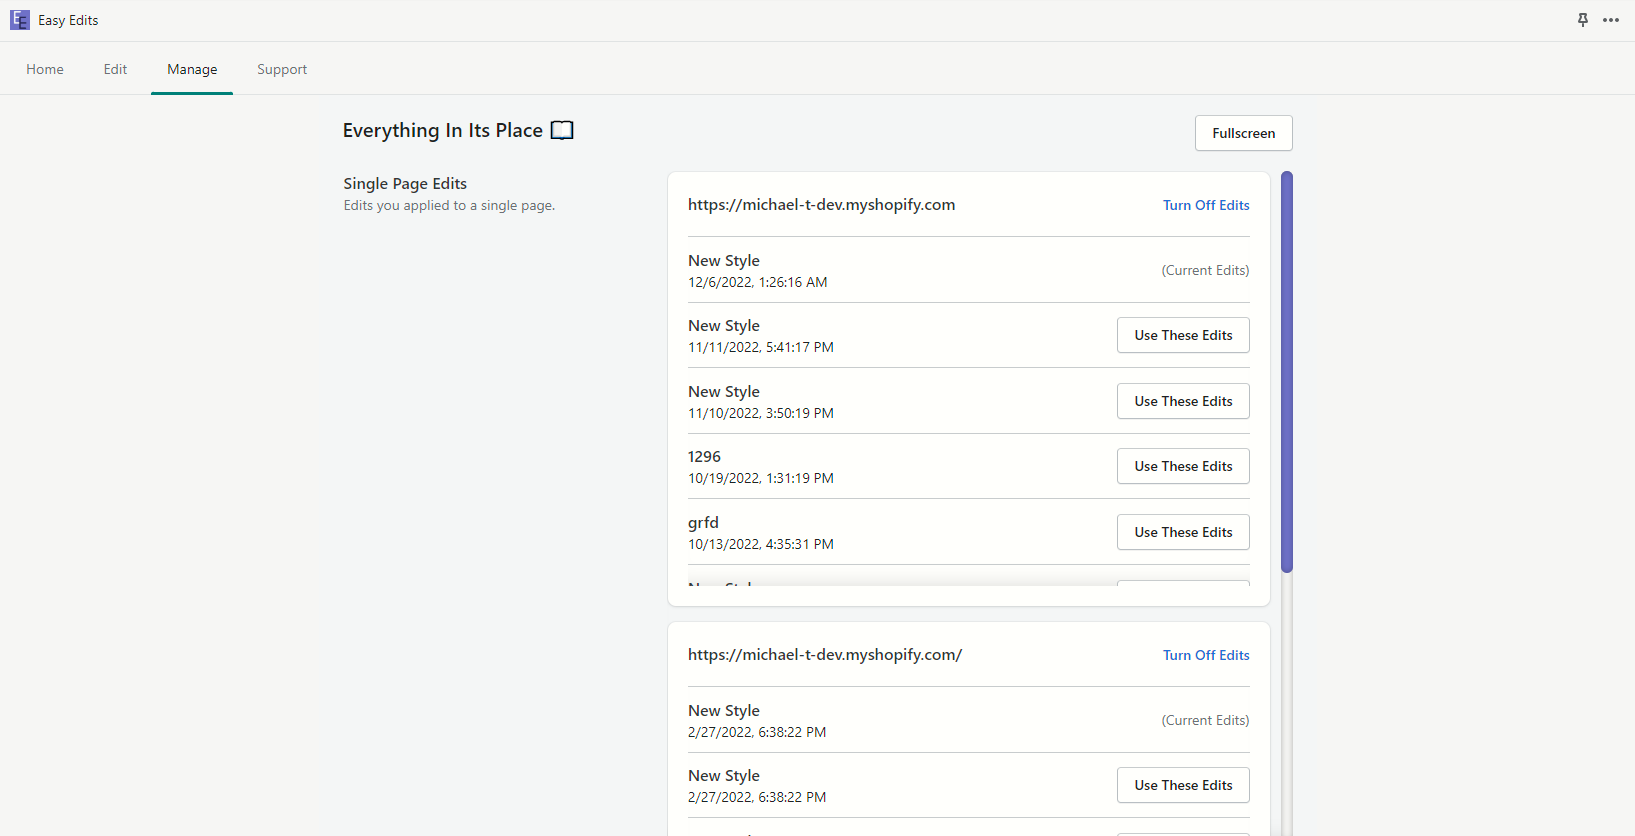 Easy Edits
Home Edit Manage Support
Everything In Its Place
Fullscreen
Single Page Edits
Edits you applied to a single page.
https://michael-t-dev.myshopify.com
Turn Off Edits
New Style
12/6/2022, 1:26:16 AM
(Current Edits)
New Style
11/11/2022, 5:41:17 PM
Use These Edits
New Style
11/10/2022, 3:50:19 PM
Use These Edits
1296
10/19/2022, 1:31:19 PM
Use These Edits
grfd
10/13/2022, 4:35:31 PM
Use These Edits
https://michael-t-dev.myshopify.com/
Turn Off Edits
New Style
2/27/2022, 6:38:22 PM
(Current Edits)
New Style
2/27/2022, 6:38:22 PM
Use These Edits